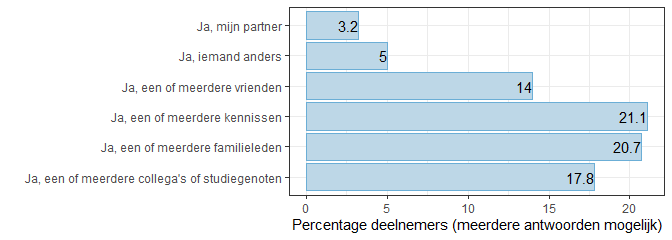 Ja, mijn partner 3.2
Ja, iemand anders 5
Ja, een of meerdere vrienden 14
Ja, een of meerdere kennissen 21.1
Ja, een of meerdere familieleden 20.7
Ja, een of meerdere collega's of studiegenoten 17.8
0 5 10 15 20
Percentage deelnemers (meerdere antwoorden mogelijk)